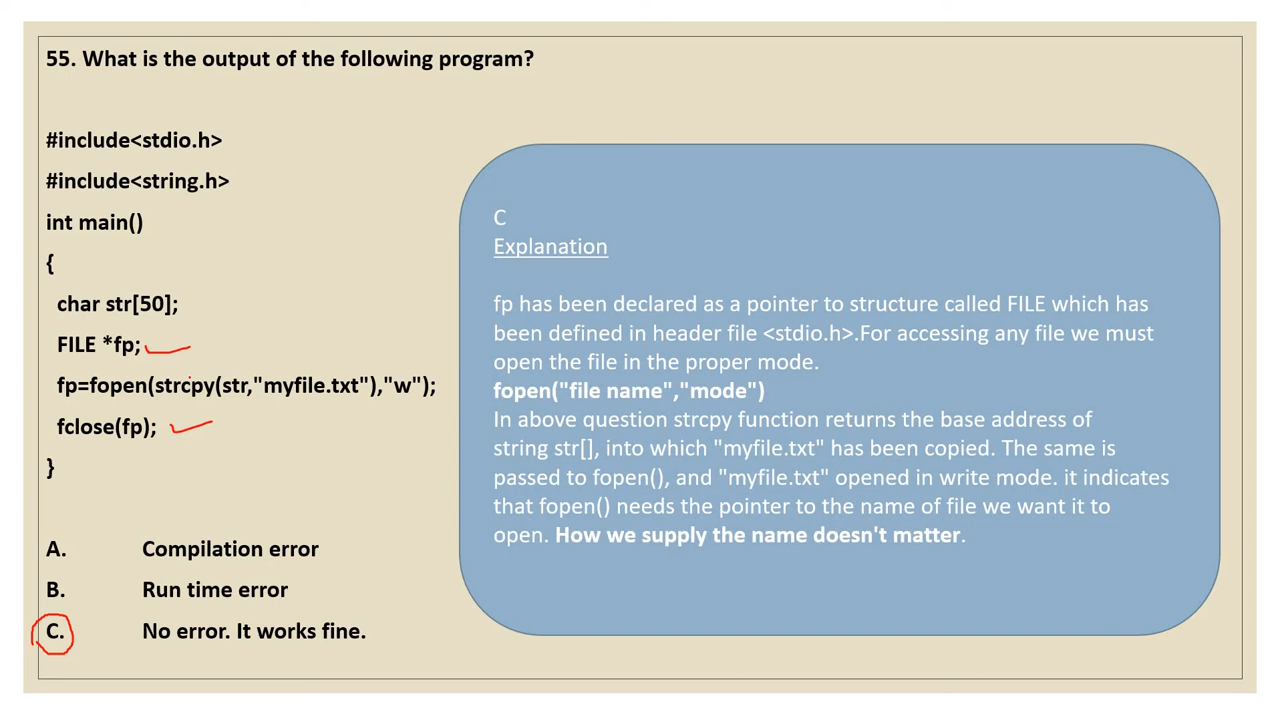 55. What is the output of the following program?
#include<stdio.h>
#include<string.h>
int main()
{
char str[50];
FILE *fp;
fp=fopen(strcpy(str,"myfile.txt"),"w");
fclose(fp);
}
A. Compilation error
B. Run time error
C. No error. It works fine.
C
Explanation
fp has been declared as a pointer to structure called FILE which has
been defined in header file <stdio.h>.For accessing any file we must
open the file in the proper mode.
fopen("file name","mode")
In above question strcpy function returns the base address of
string str[], into which "myfile.txt" has been copied. The same is
passed to fopen(), and "myfile.txt" opened in write mode. it indicates
that fopen() needs the pointer to the name of file we want it to
open. How we supply the name doesn't matter.